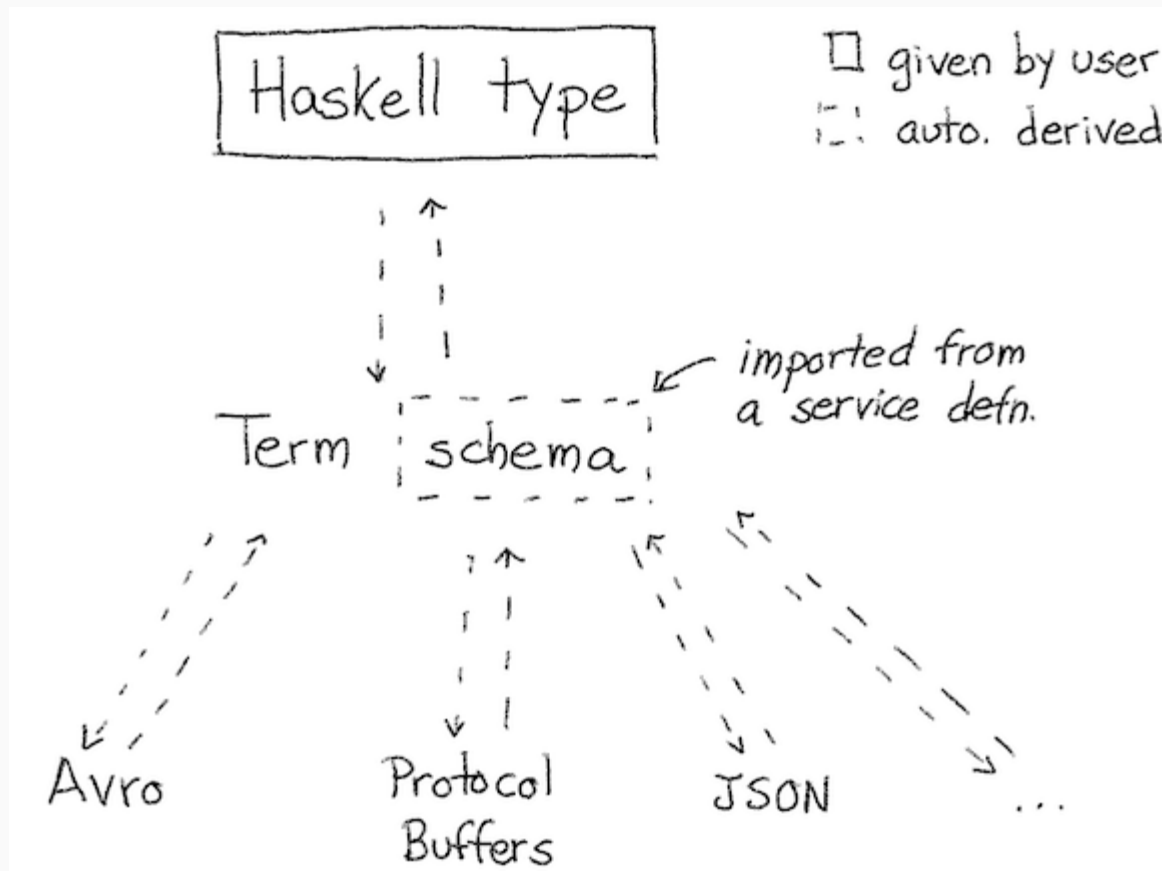 Haskell type
given by user
auto. derived
imported from
a service defn.
Term schema
Avro
Protocol
Buffers
JSON
...